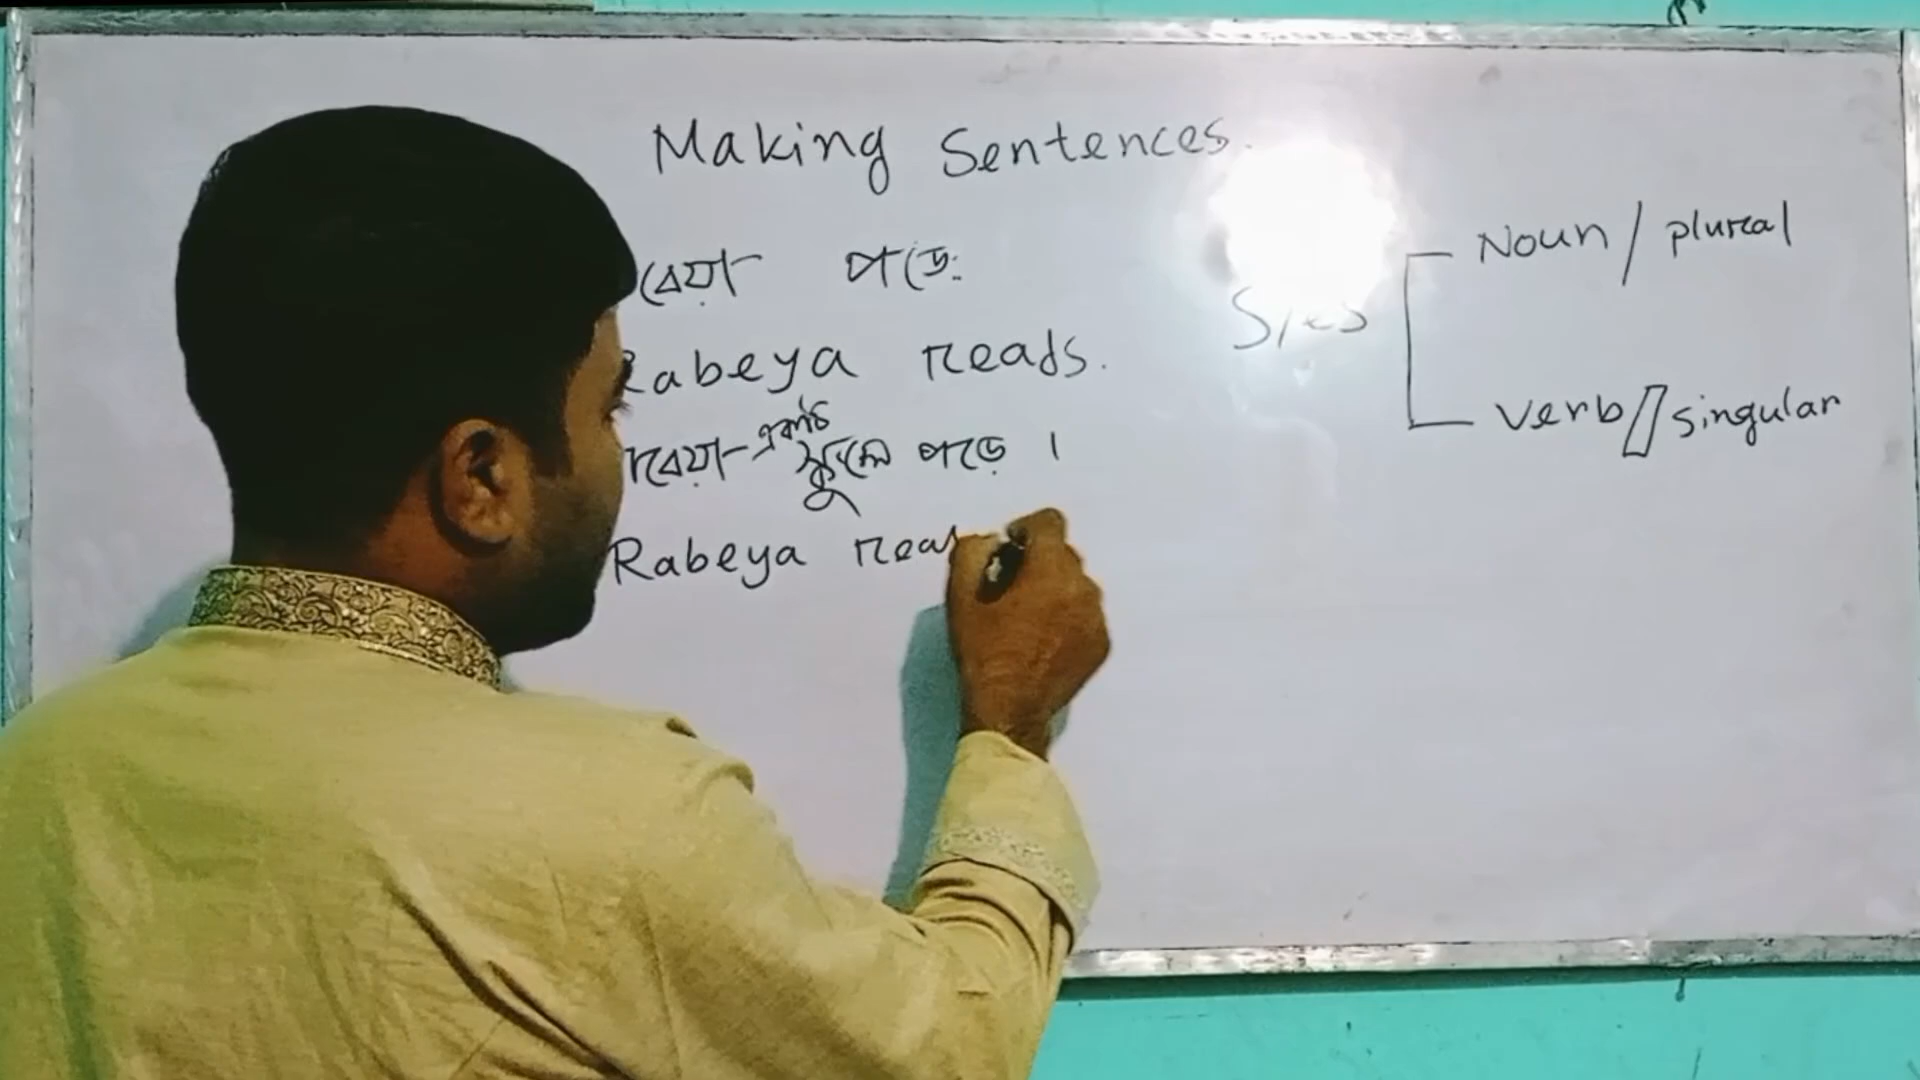 Making Sentences.
বেয়া পড়ে
Rabeya reads.
বেয়া একটি স্কুলে পড়ে ।
Rabeya rea
S/es
Noun / plural
verb // singular